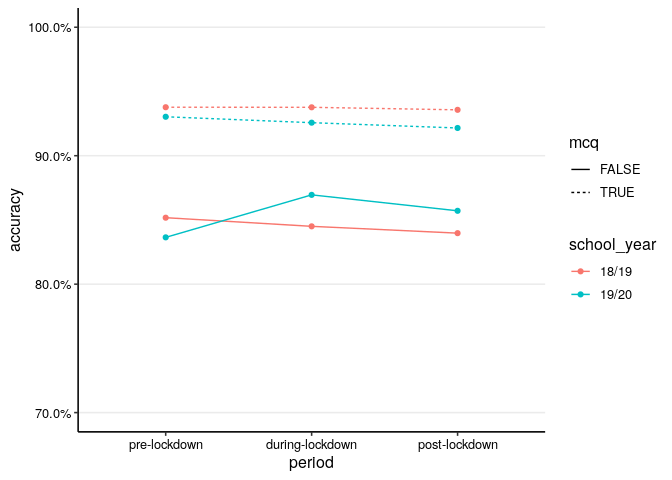 100.0%
90.0%
80.0%
70.0%
accuracy
pre-lockdown
during-lockdown
post-lockdown
period
mcq
FALSE
TRUE
school_year
18/19
19/20